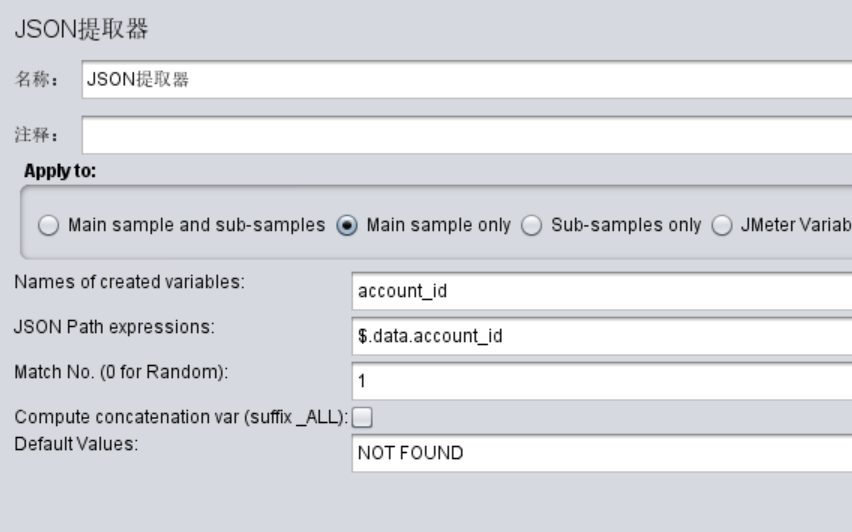 JSON提取器
名称： JSON提取器
注释：
Apply to:
Main sample and sub-samples Main sample only Sub-samples only JMeter Variab
Names of created variables: account_id
JSON Path expressions: $.data.account_id
Match No. (0 for Random): 1
Compute concatenation var (suffix _ALL):
Default Values: NOT FOUND